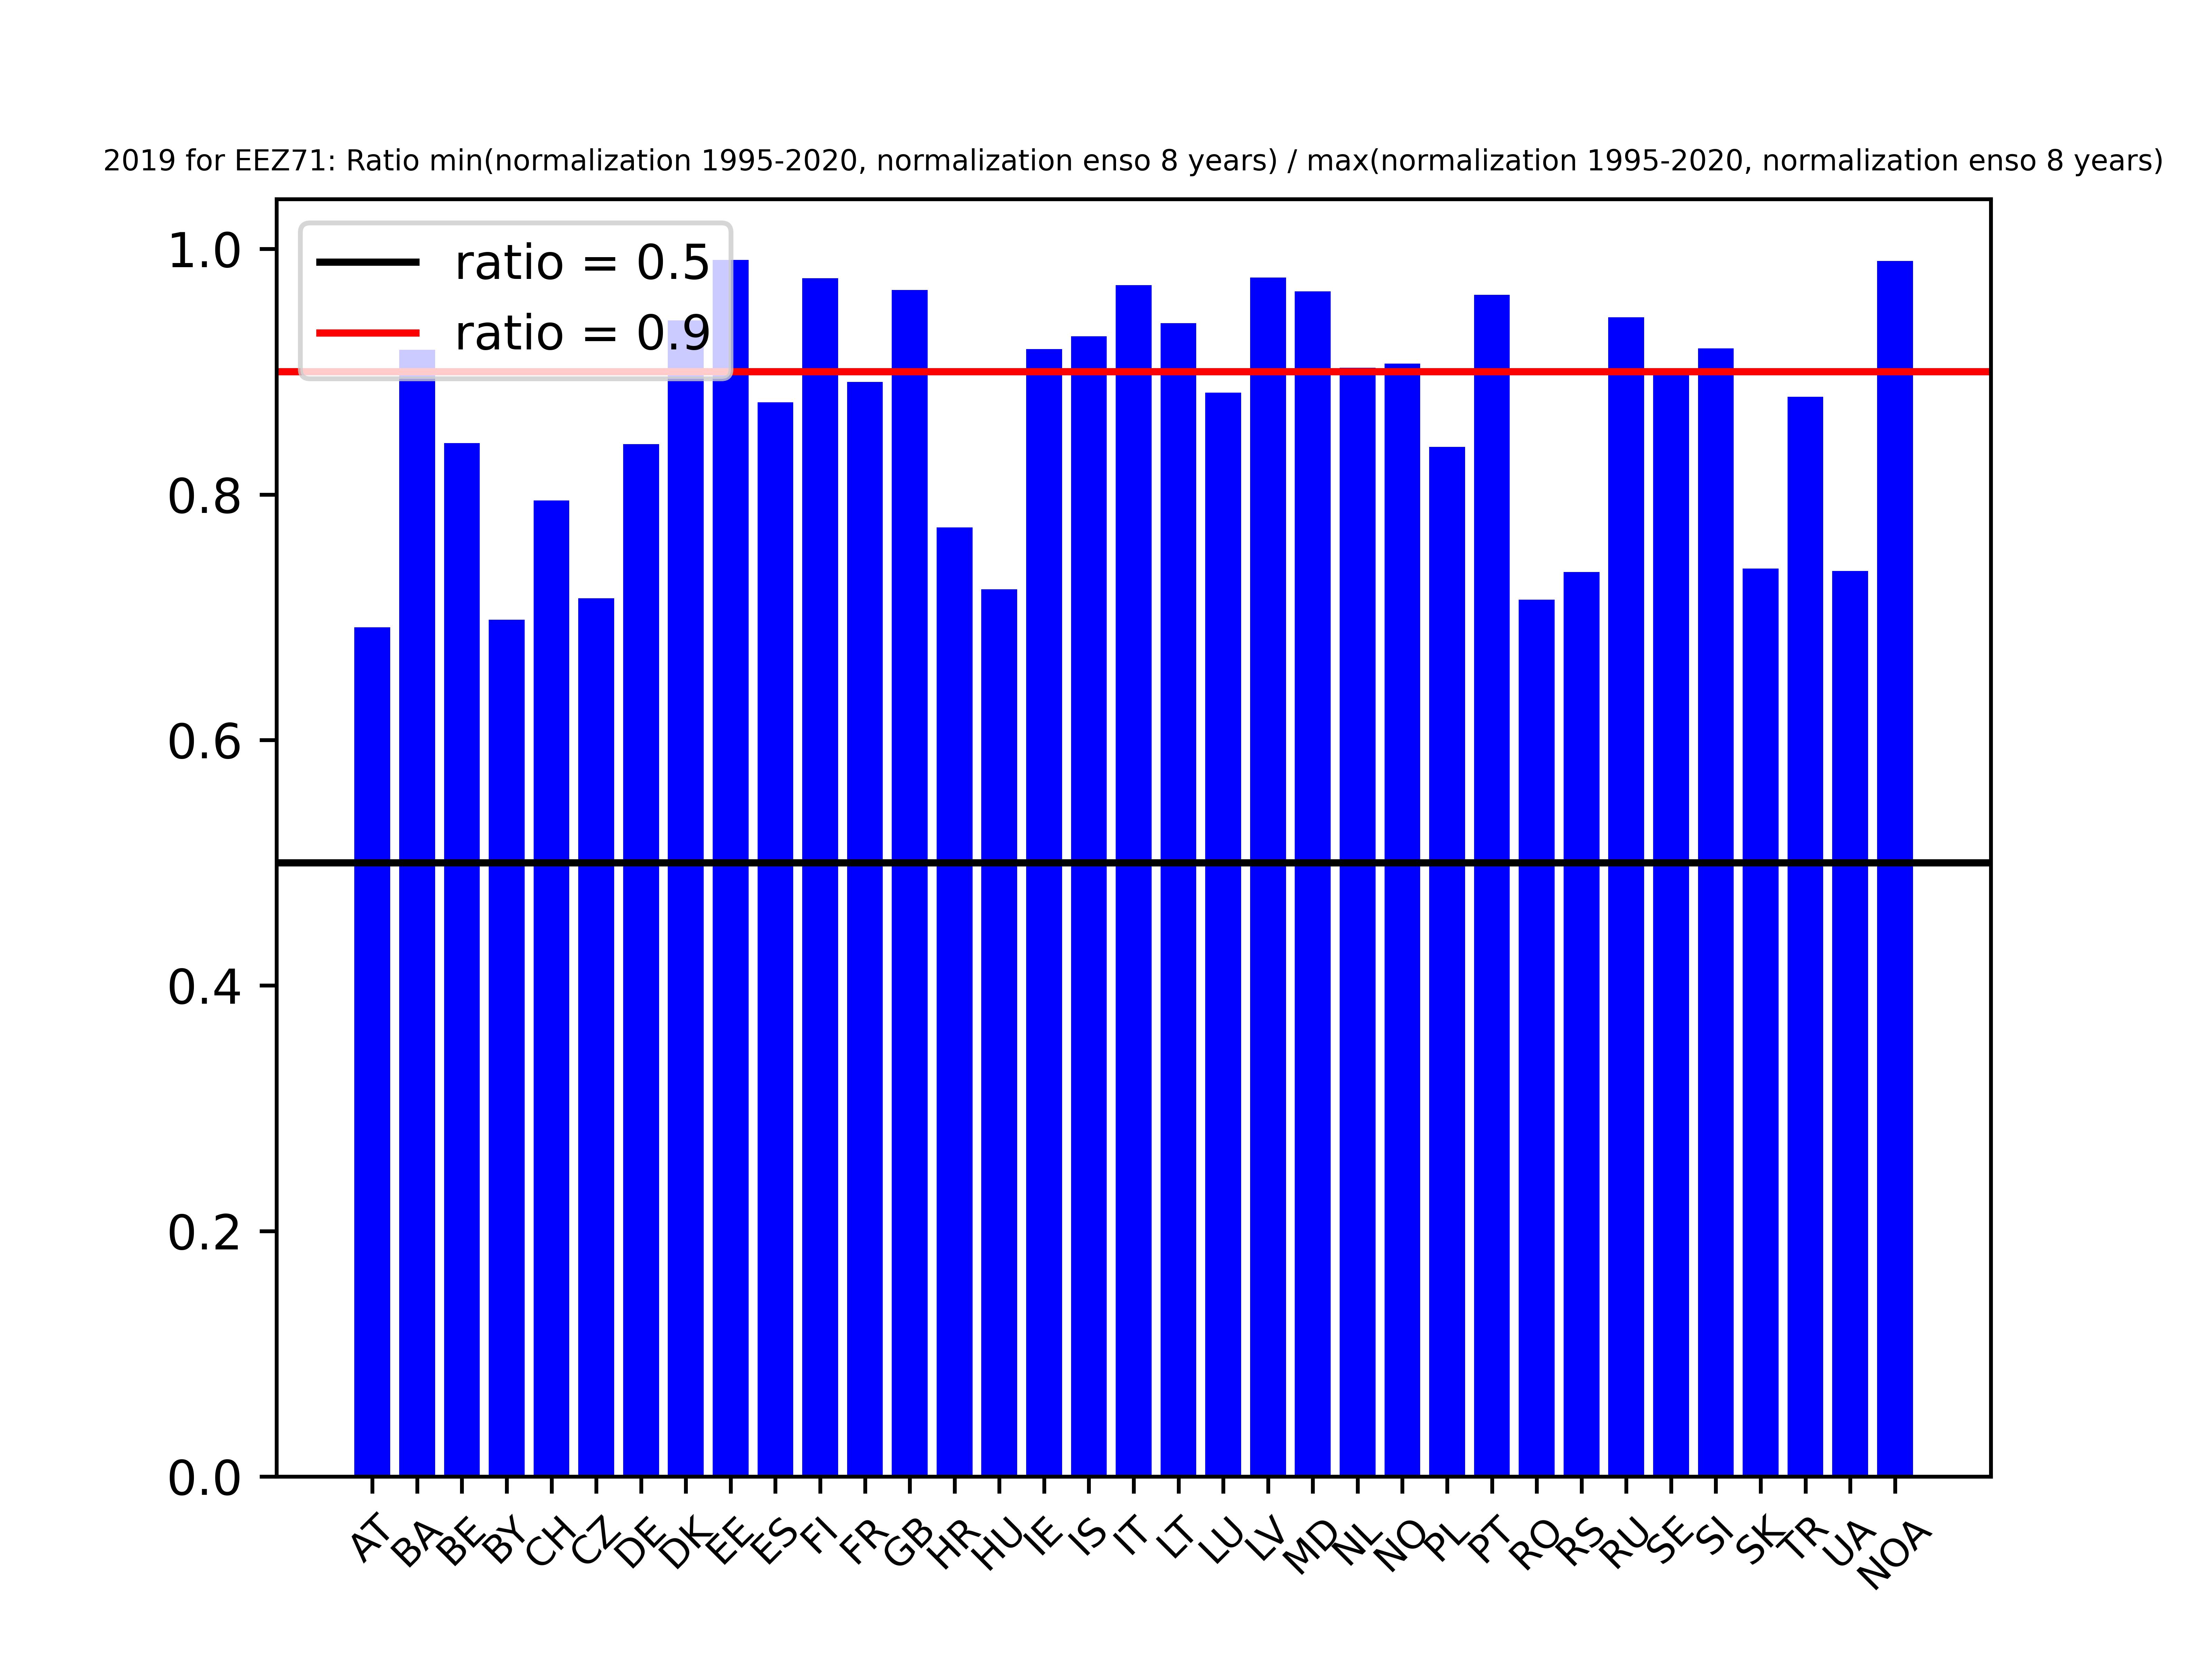 2019 for EEZ71: Ratio min(normalization 1995-2020, normalization enso 8 years) / max(normalization 1995-2020, normalization enso 8 years)
ratio = 0.5
ratio = 0.9
1.0
0.8
0.6
0.4
0.2
0.0
AT BA BE BY CH CZ DE DK EE ES FI FR GB HR HU IE IS IT LT LU LV MD NL NO PL PT RO RS RU SE SI SK TR UA NOA